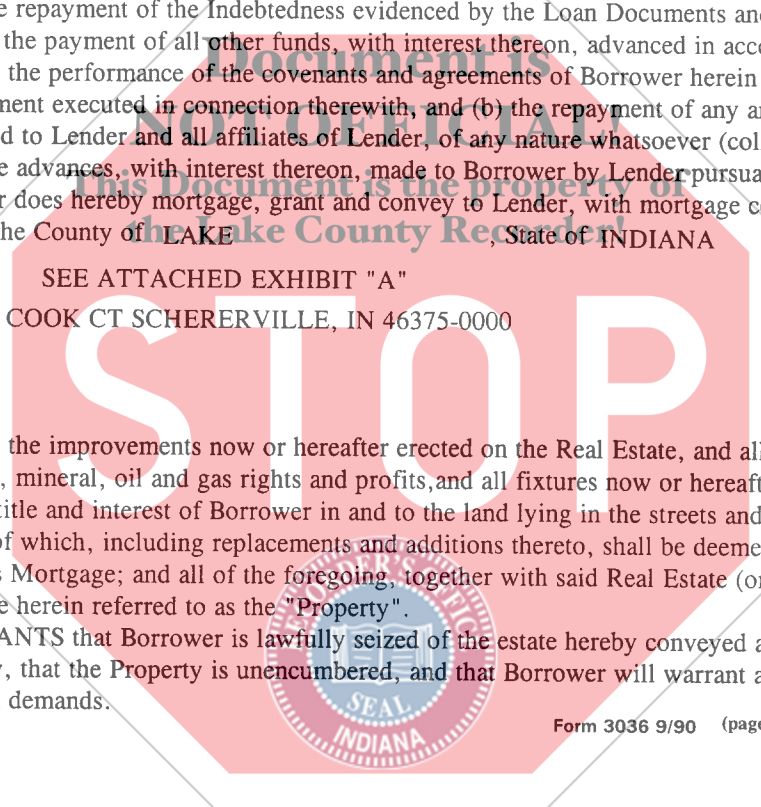 e repayment of the Indebtedness evidenced by the Loan Documents and
the payment of all other funds, with interest thereon, advanced in acc
Document is
the performance of the covenants and agreements of Borrower herein
ment executed in connection therewith, and (b) the repayment of any a
NOT OFFICIAL
d to Lender and all affiliates of Lender, of any nature whatsoever (col
e advances, with interest thereon, made to Borrower by Lender pursua
This Document is the property of
r does hereby mortgage, grant and convey to Lender, with mortgage c
the Lake County Recorder!
he County of LAKE , State of INDIANA
SEE ATTACHED EXHIBIT "A"
COOK CT SCHERERVILLE, IN 46375-0000
STOP
the improvements now or hereafter erected on the Real Estate, and al
, mineral, oil and gas rights and profits,and all fixtures now or hereaft
title and interest of Borrower in and to the land lying in the streets and
of which, including replacements and additions thereto, shall be deeme
s Mortgage; and all of the foregoing, together with said Real Estate (or
e herein referred to as the "Property".
ANTS that Borrower is lawfully seized of the estate hereby conveyed a
y, that the Property is unencumbered, and that Borrower will warrant a
demands.
RECORDER'S OFFICE
SEAL
INDIANA
Form 3036 9/90 (page